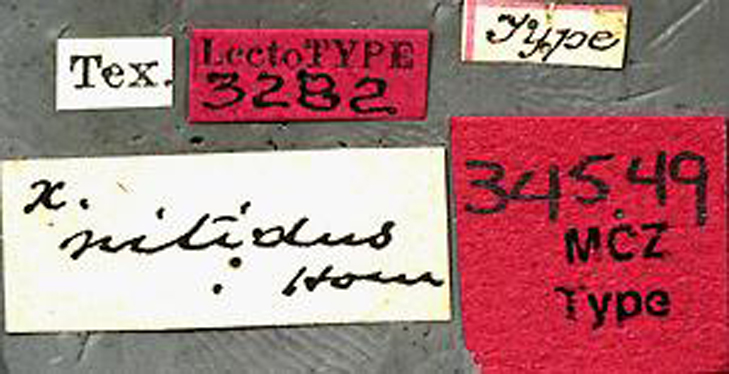 Tex.
LectoTYPE
3282
Type
x.
nitidus
Horn
34549
MCZ
Type